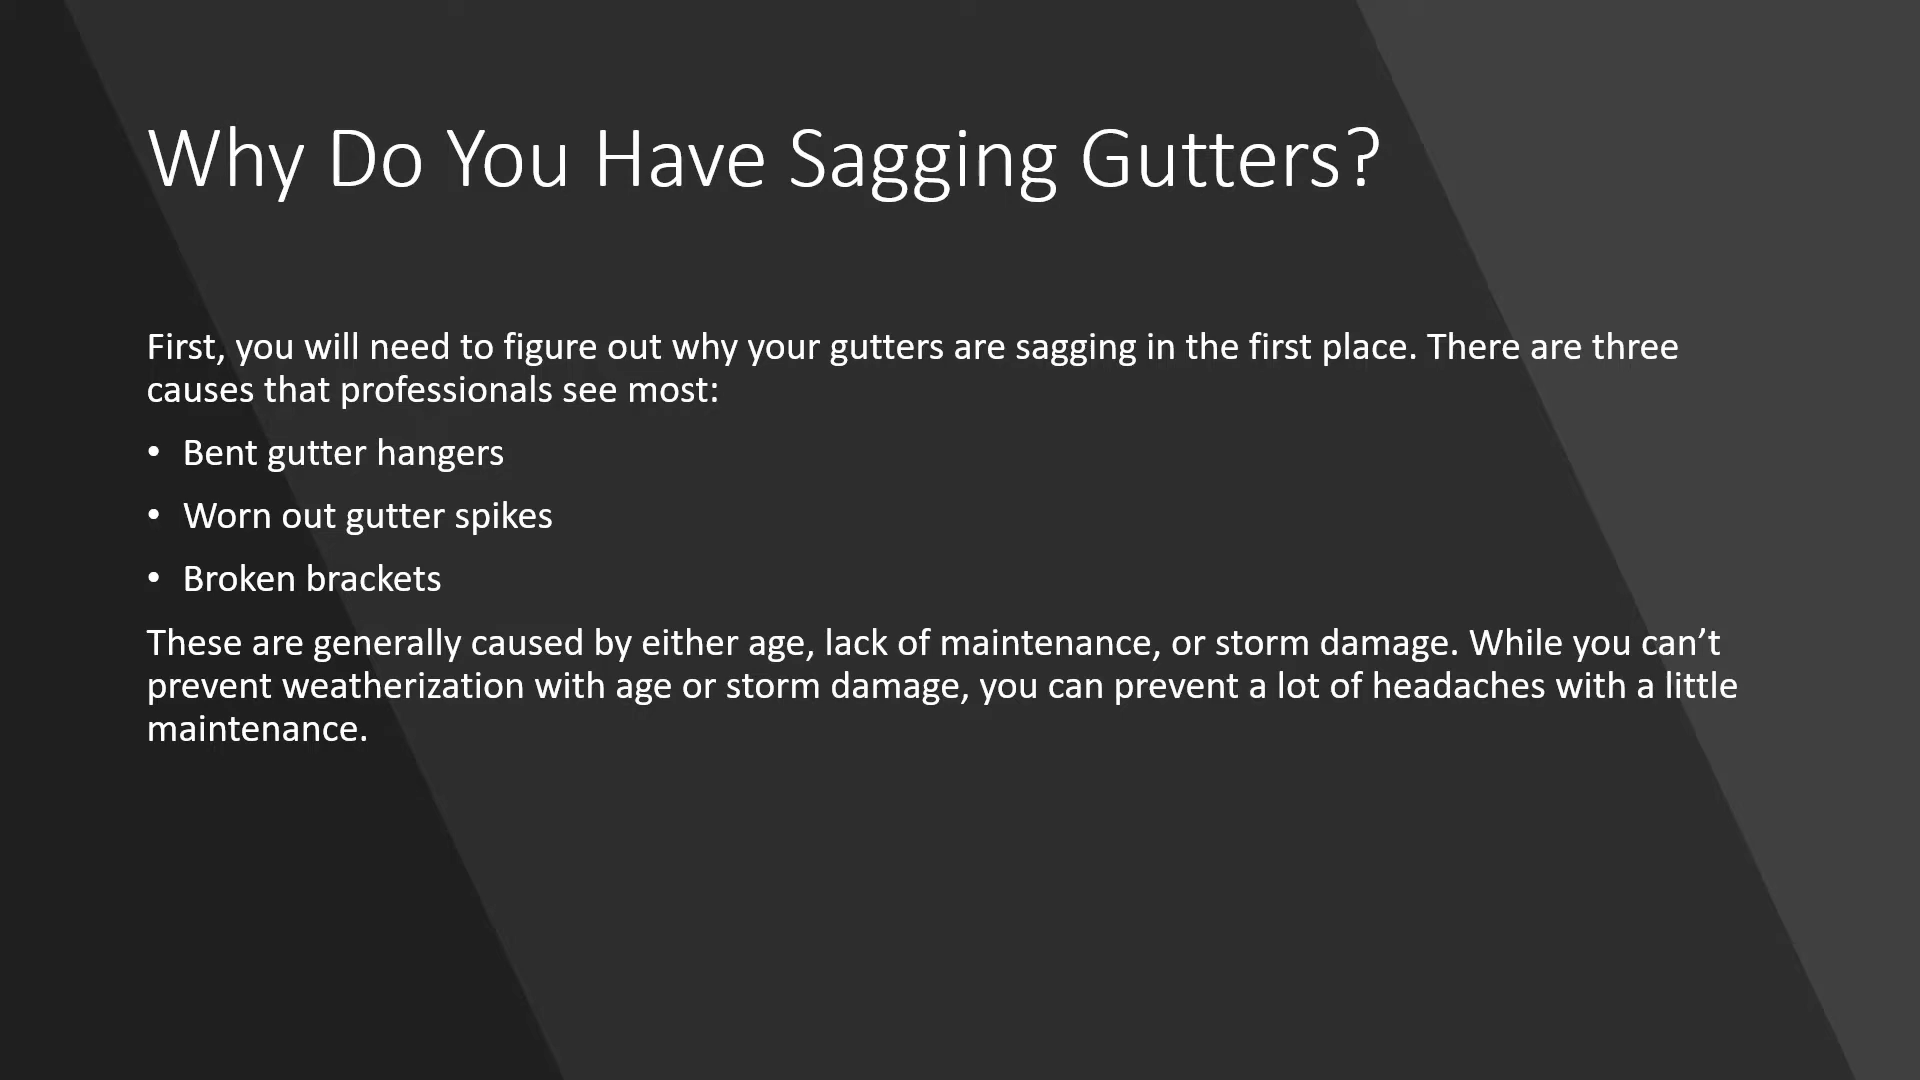 Why Do You Have Sagging Gutters?
First, you will need to figure out why your gutters are sagging in the first place. There are three
causes that professionals see most:
• Bent gutter hangers
• Worn out gutter spikes
• Broken brackets
These are generally caused by either age, lack of maintenance, or storm damage. While you can’t
prevent weatherization with age or storm damage, you can prevent a lot of headaches with a little
maintenance.